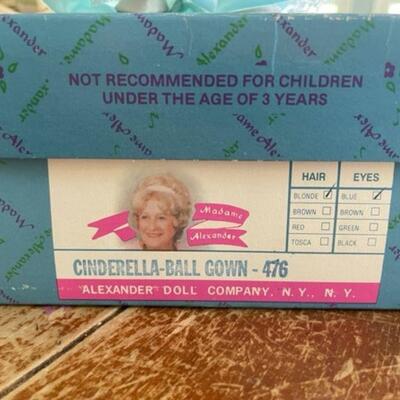 NOT RECOMMENDED FOR CHILDREN
UNDER THE AGE OF 3 YEARS
HAIR EYES
BLONDE BLUE
BROWN BROWN
RED GREEN
TOSCA BLACK
Madame
Alexander
CINDERELLA-BALL GOWN - 476
"ALEXANDER" DOLL COMPANY, N.Y., N.Y.